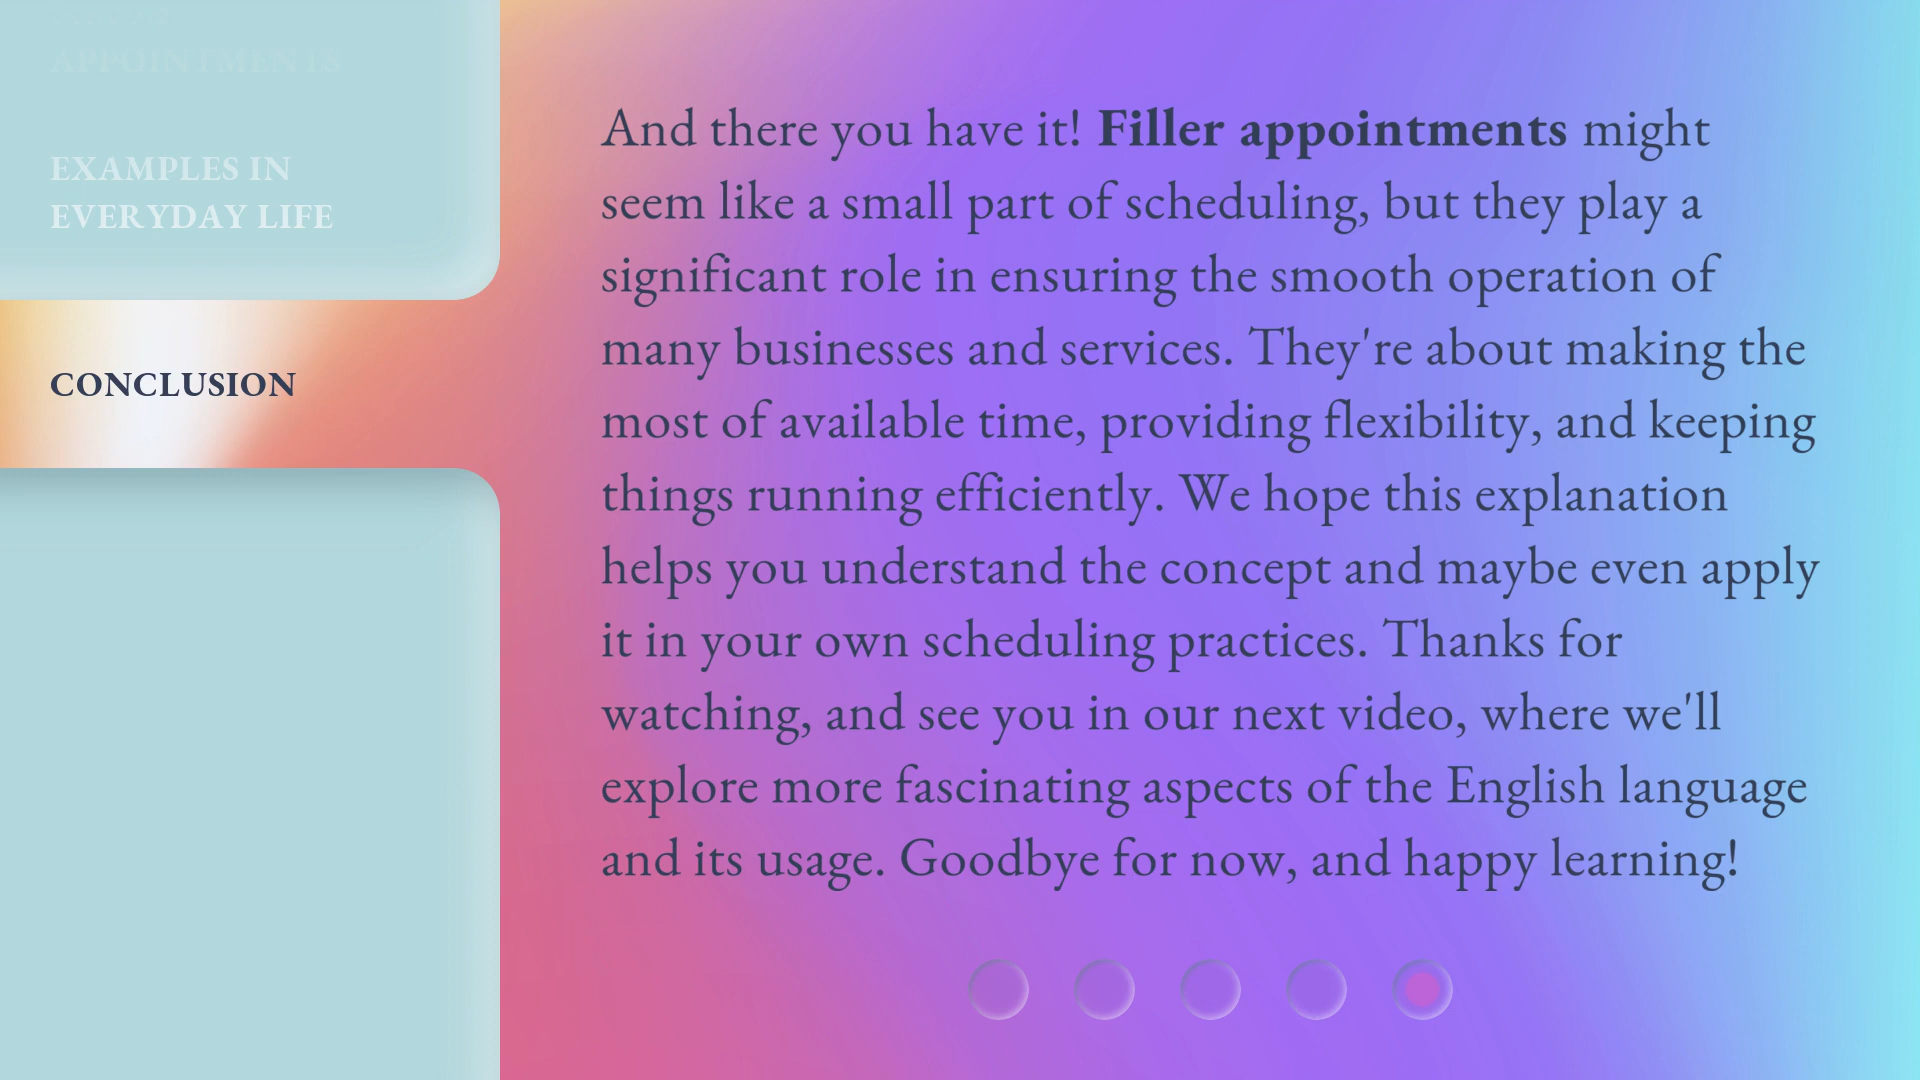 APPOINTMENTS
EXAMPLES IN
EVERYDAY LIFE
CONCLUSION
And there you have it! Filler appointments might
seem like a small part of scheduling, but they play a
significant role in ensuring the smooth operation of
many businesses and services. They're about making the
most of available time, providing flexibility, and keeping
things running efficiently. We hope this explanation
helps you understand the concept and maybe even apply
it in your own scheduling practices. Thanks for
watching, and see you in our next video, where we'll
explore more fascinating aspects of the English language
and its usage. Goodbye for now, and happy learning!